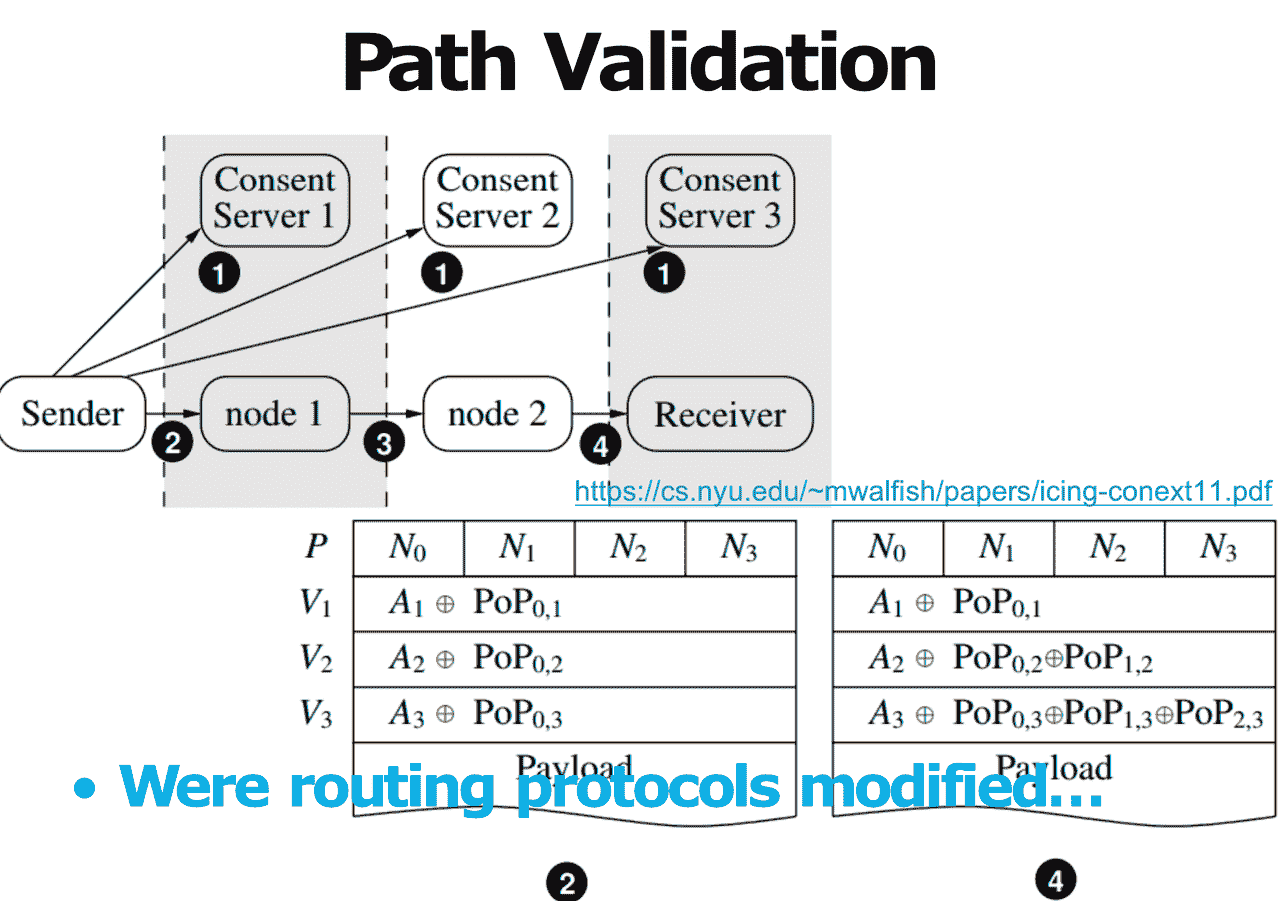 Path Validation
Consent Server 1
Consent Server 2
Consent Server 3
1
1
1
Sender
node 1
node 2
Receiver
2
3
4
https://cs.nyu.edu/~mwalfish/papers/icing-conext11.pdf
P N₀ N₁ N₂ N₃ N₀ N₁ N₂ N₃
V₁ A₁ ⊕ PoP₀,₁ A₁ ⊕ PoP₀,₁
V₂ A₂ ⊕ PoP₀,₂ A₂ ⊕ PoP₀,₂⊕PoP₁,₂
V₃ A₃ ⊕ PoP₀,₃ A₃ ⊕ PoP₀,₃⊕PoP₁,₃⊕PoP₂,₃
Payload Payload
• Were routing protocols modified...
2 4